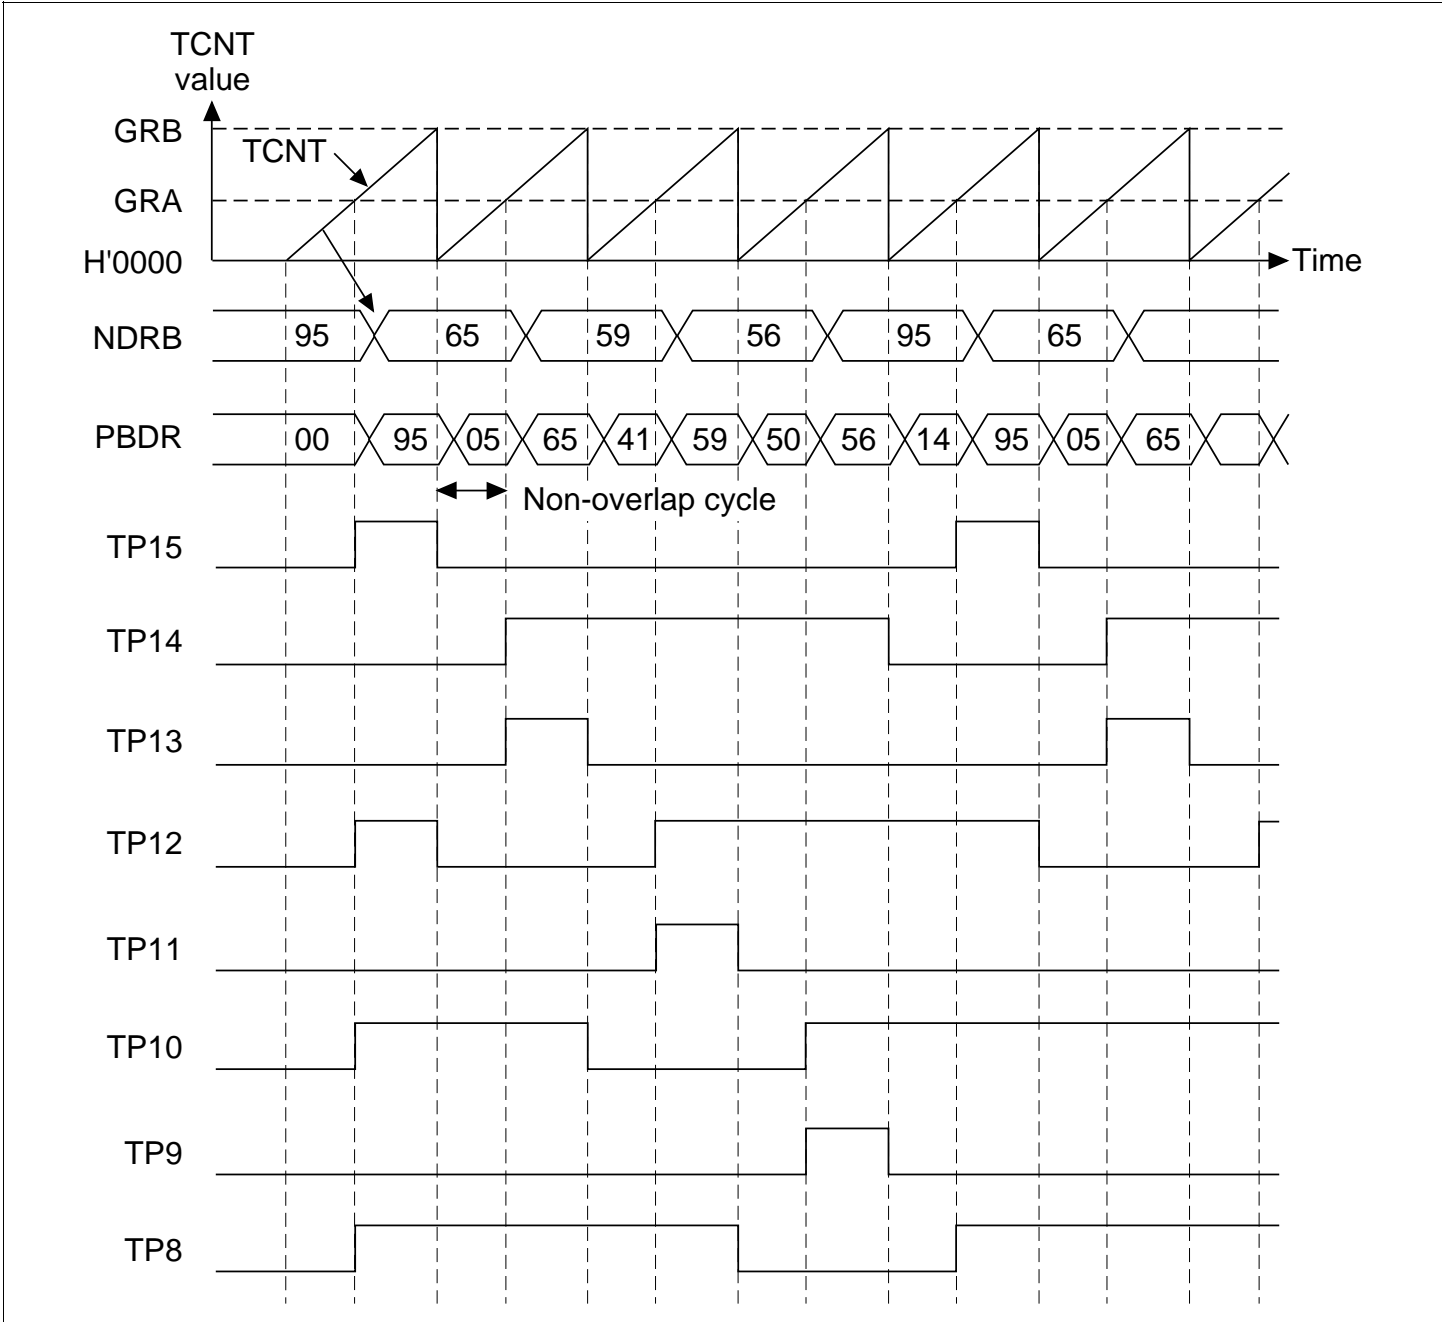 TCNT
value
GRB
TCNT
GRA
H'0000
Time
NDRB 95 65 59 56 95 65
PBDR 00 95 05 65 41 59 50 56 14 95 05 65
Non-overlap cycle
TP15
TP14
TP13
TP12
TP11
TP10
TP9
TP8